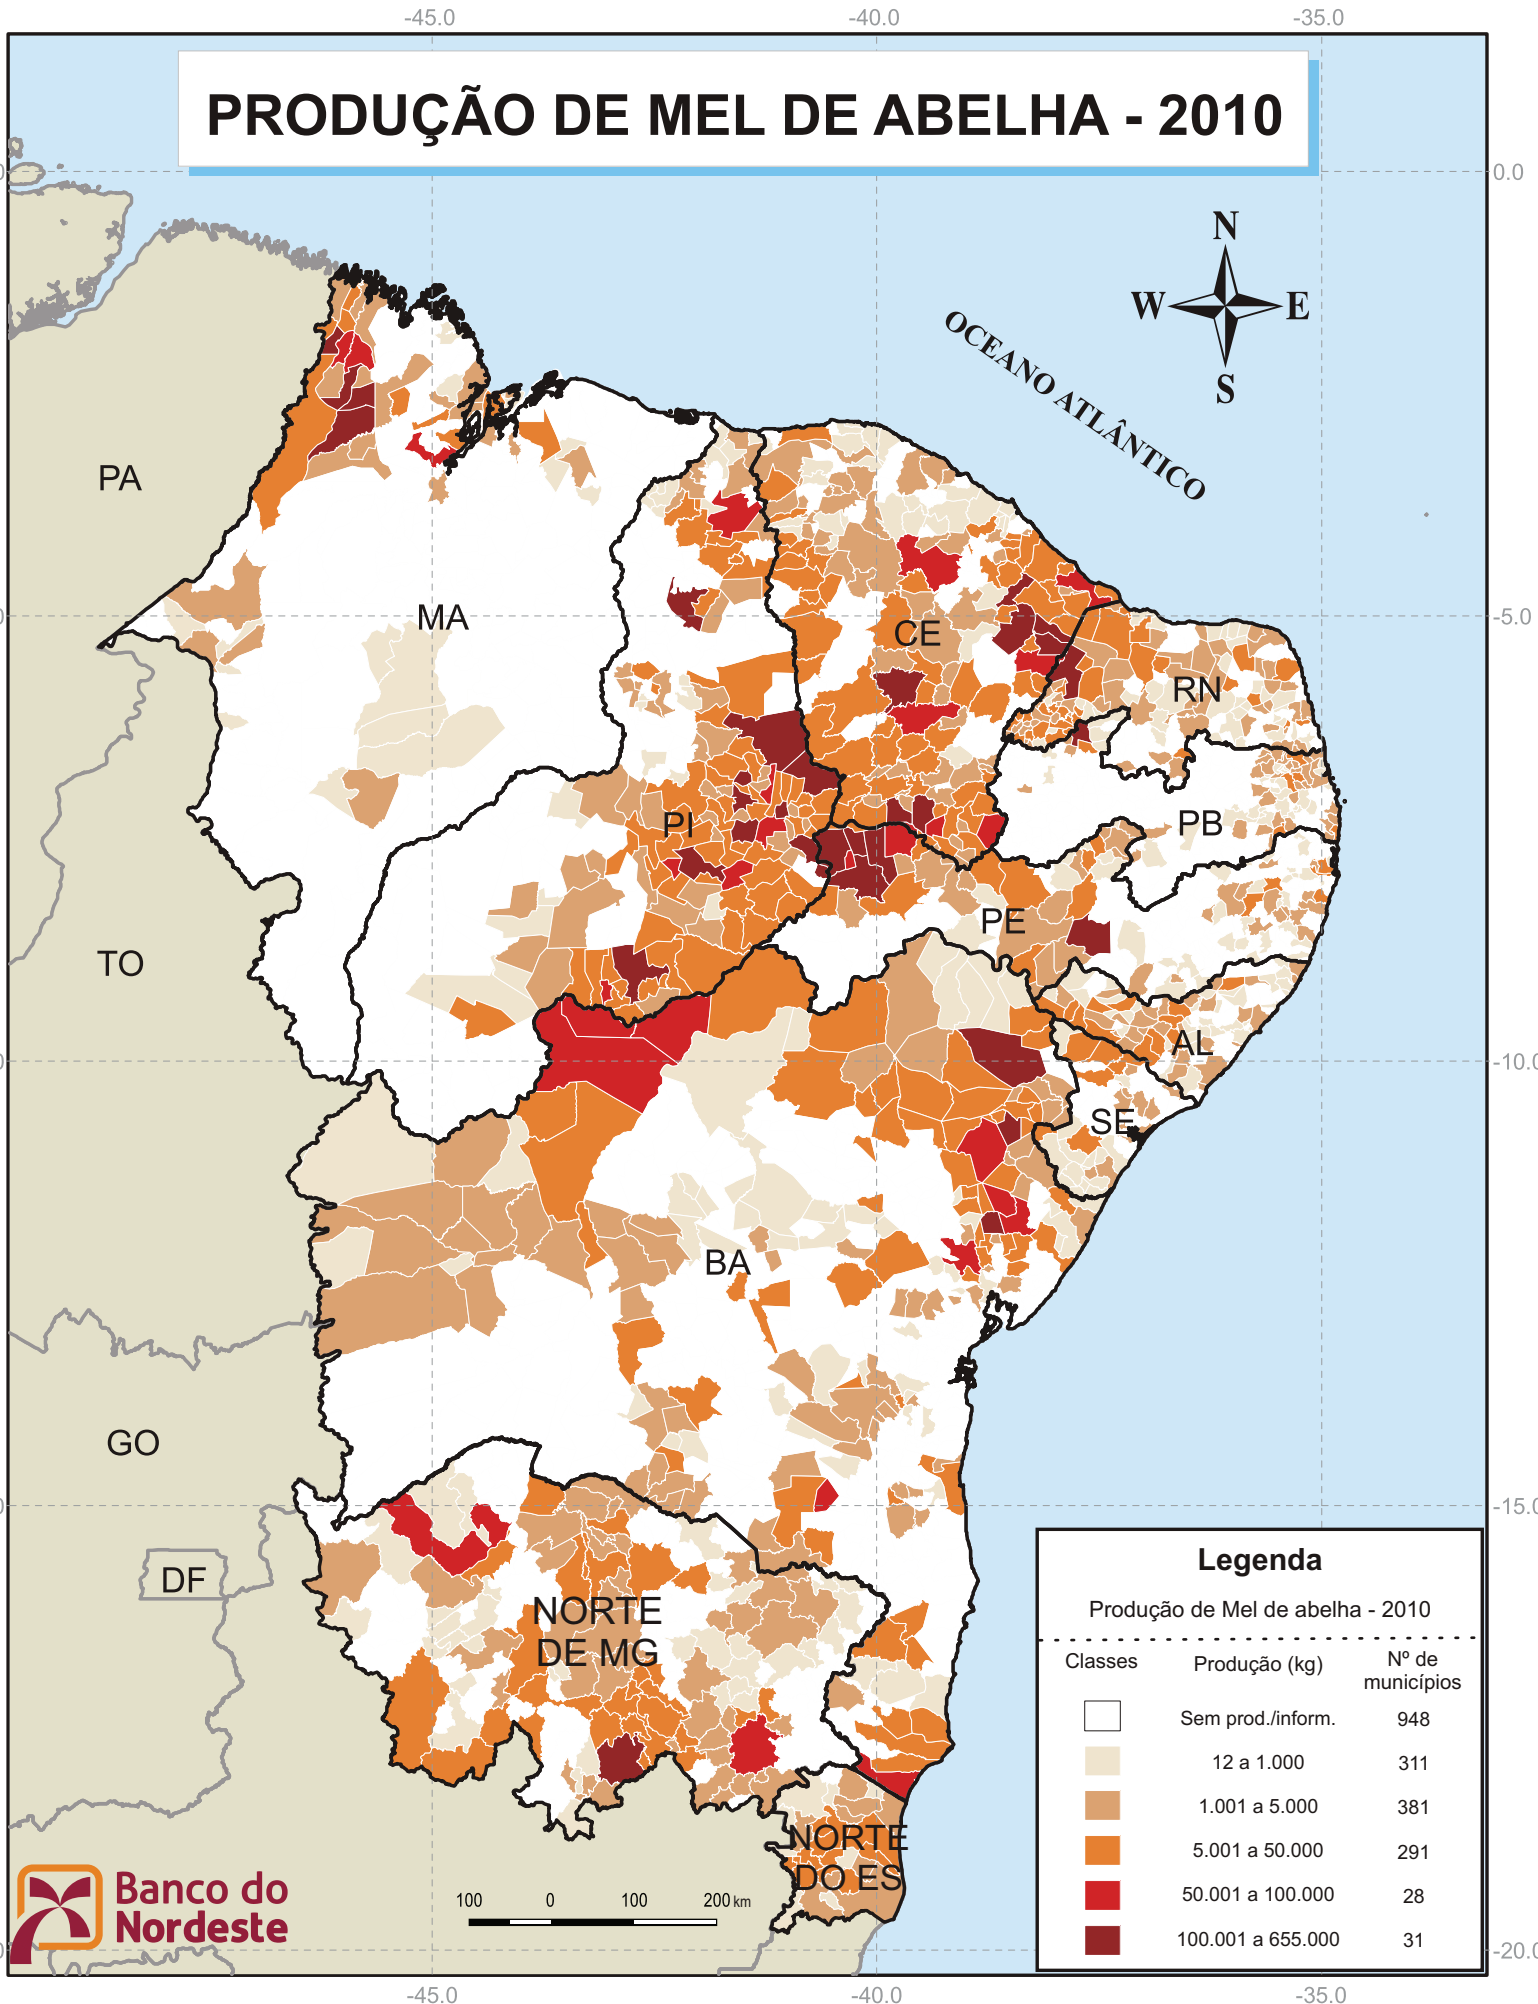 -45.0 -40.0 -35.0
PRODUÇÃO DE MEL DE ABELHA - 2010
0.0
N
W E
S
OCEANO ATLÂNTICO
PA
MA
CE
-5.0
RN
PI
PB
PE
TO
AL
-10.0
SE
BA
GO
-15.0
DF
NORTE
DE MG
NORTE
DO ES
Legenda
Produção de Mel de abelha - 2010
Classes Produção (kg) Nº de
municípios
Sem prod./inform. 948
12 a 1.000 311
1.001 a 5.000 381
5.001 a 50.000 291
50.001 a 100.000 28
100.001 a 655.000 31
Banco do
Nordeste
100 0 100 200 km
-20.0
-45.0 -40.0 -35.0